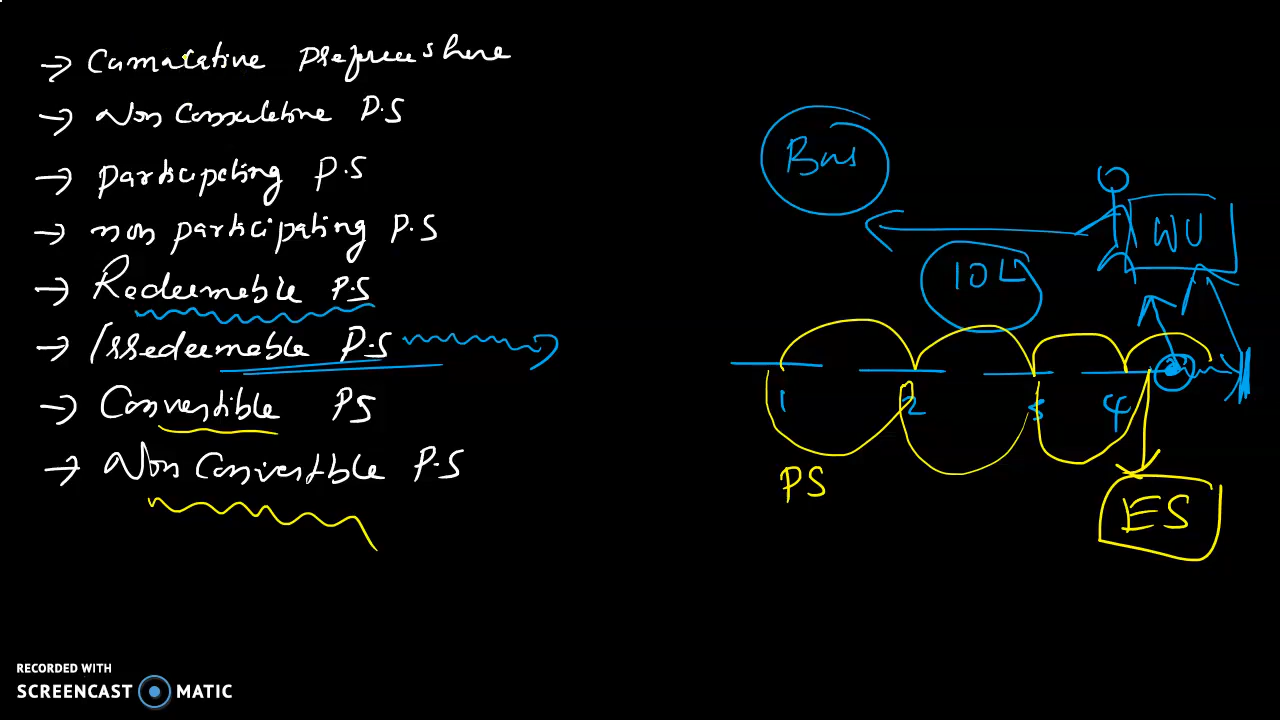 → Cumulative preference share
→ Non Cumulative P.S
→ participating P.S
→ non participating P.S
→ Redeemable P.S
→ Irredeemable P.S
→ Convertible PS
→ Non Convertible P.S
Bus
WU
10L
1 2 3 4
PS
ES
RECORDED WITH
SCREENCAST MATIC